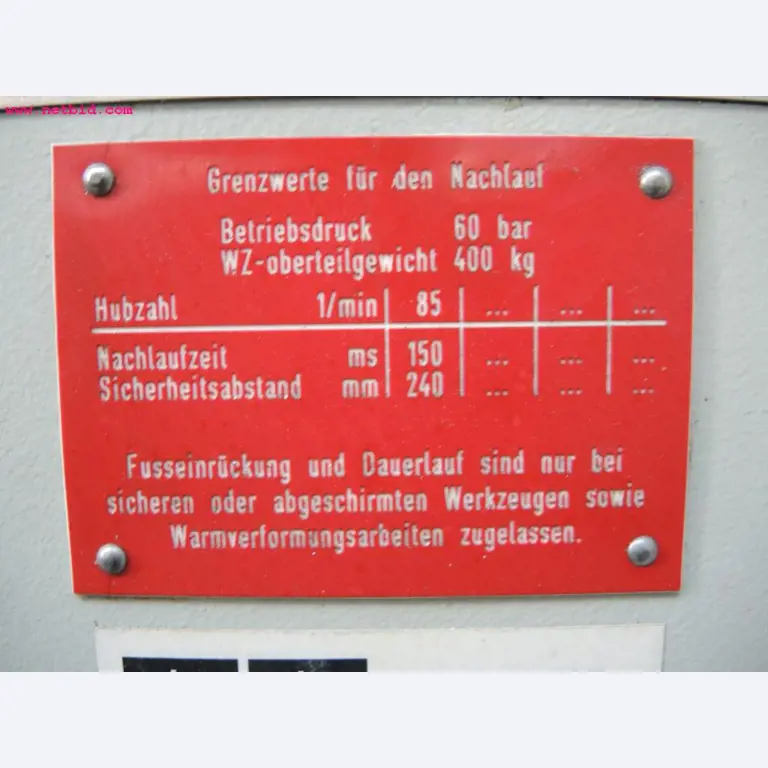 www.netbid.com
Grenzwerte für den Nachlauf
Betriebsdruck 60 bar
WZ-oberteilgewicht 400 kg
Hubzahl 1/min 85 ... ... ...
Nachlaufzeit ms 150 ... ... ...
Sicherheitsabstand mm 240 ... ... ...
Fusseinrückung und Dauerlauf sind nur bei
sicheren oder abgeschirmten Werkzeugen sowie
Warmverformungsarbeiten zugelassen.